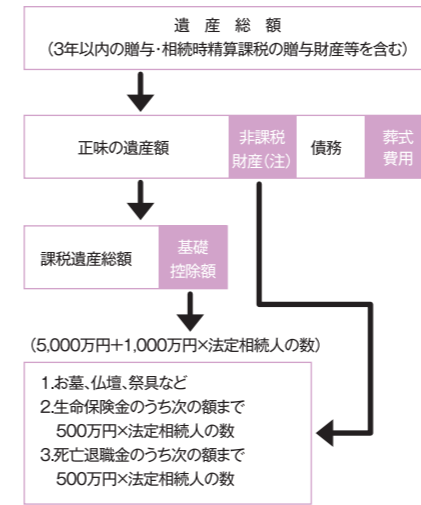 遺産総額
（3年以内の贈与・相続時精算課税の贈与財産等を含む）
正味の遺産額
非課税
財産（注）
債務
葬式
費用
課税遺産総額
基礎
控除額
（5,000万円＋1,000万円×法定相続人の数）
1.お墓、仏壇、祭具など
2.生命保険金のうち次の額まで
500万円×法定相続人の数
3.死亡退職金のうち次の額まで
500万円×法定相続人の数